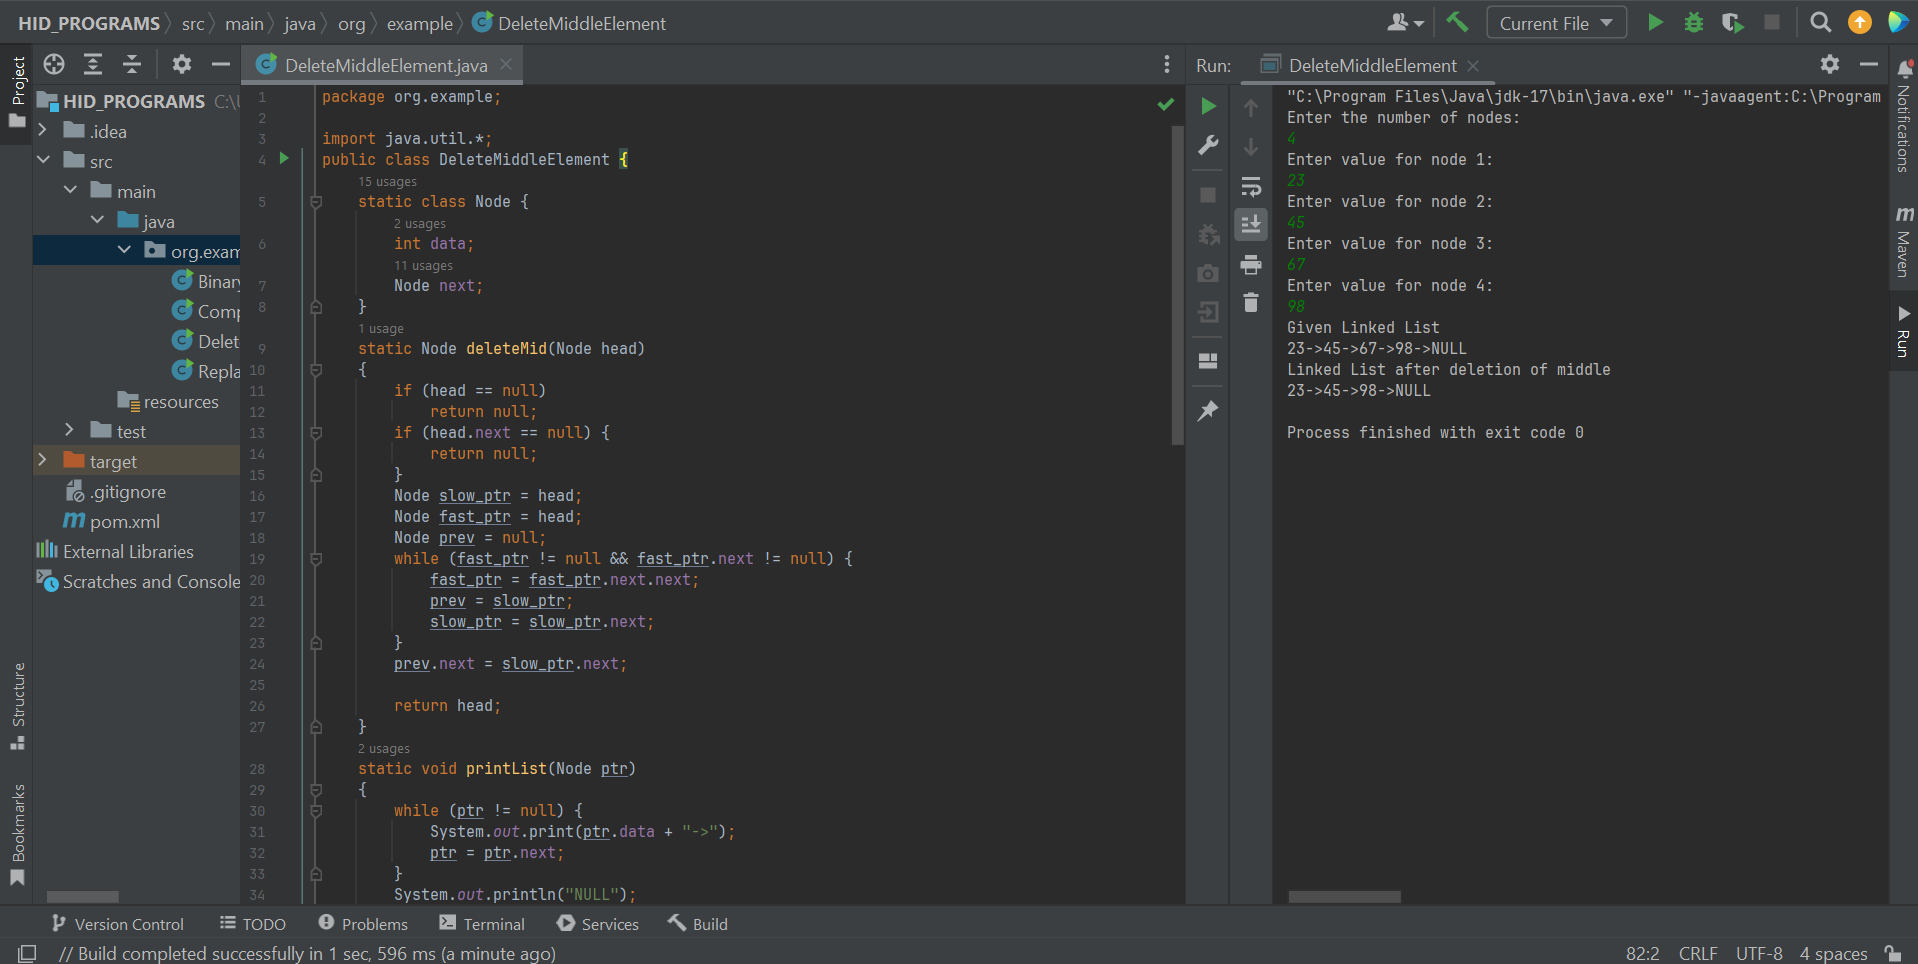 HID_PROGRAMS src main java org example DeleteMiddleElement
Current File
Project
HID_PROGRAMS
.idea
src
main
java
org.exam
Binary
Comp
Delet
Repla
resources
test
target
.gitignore
pom.xml
External Libraries
Scratches and Console
Structure
Bookmarks
DeleteMiddleElement.java
1 package org.example;
2
3 import java.util.*;
4 public class DeleteMiddleElement {
15 usages
5 static class Node {
2 usages
6 int data;
11 usages
7 Node next;
8 }
1 usage
9 static Node deleteMid(Node head)
10 {
11 if (head == null)
12 return null;
13 if (head.next == null) {
14 return null;
15 }
16 Node slow_ptr = head;
17 Node fast_ptr = head;
18 Node prev = null;
19 while (fast_ptr != null && fast_ptr.next != null) {
20 fast_ptr = fast_ptr.next.next;
21 prev = slow_ptr;
22 slow_ptr = slow_ptr.next;
23 }
24 prev.next = slow_ptr.next;
25
26 return head;
27 }
2 usages
28 static void printList(Node ptr)
29 {
30 while (ptr != null) {
31 System.out.print(ptr.data + "->");
32 ptr = ptr.next;
33 }
34 System.out.println("NULL");
Run: DeleteMiddleElement
"C:\Program Files\Java\jdk-17\bin\java.exe" "-javaagent:C:\Program
Enter the number of nodes:
4
Enter value for node 1:
23
Enter value for node 2:
45
Enter value for node 3:
67
Enter value for node 4:
98
Given Linked List
23->45->67->98->NULL
Linked List after deletion of middle
23->45->98->NULL
Process finished with exit code 0
Notifications
m Maven
Run
Version Control TODO Problems Terminal Services Build
// Build completed successfully in 1 sec, 596 ms (a minute ago) 82:2 CRLF UTF-8 4 spaces